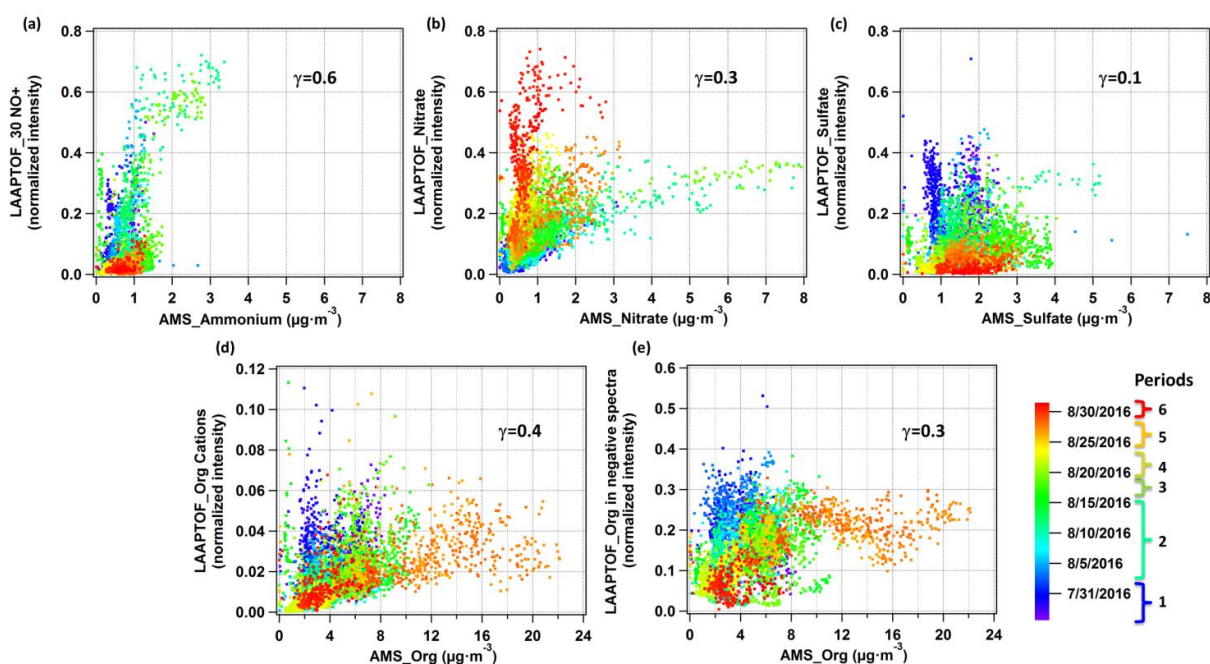 (a)
LAAPTOF_30 NO+
(normalized intensity)
0.8
0.6
0.4
0.2
0.0
γ=0.6
0 1 2 3 4 5 6 7 8
AMS_Ammonium (µg·m-3)
(b)
LAAPTOF_Nitrate
(normalized intensity)
0.8
0.6
0.4
0.2
0.0
γ=0.3
0 1 2 3 4 5 6 7 8
AMS_Nitrate (µg·m-3)
(c)
LAAPTOF_Sulfate
(normalized intensity)
0.8
0.6
0.4
0.2
0.0
γ=0.1
0 1 2 3 4 5 6 7 8
AMS_Sulfate (µg·m-3)
(d)
LAAPTOF_Org Cations
(normalized intensity)
0.12
0.10
0.08
0.06
0.04
0.02
0.00
γ=0.4
0 4 8 12 16 20 24
AMS_Org (µg·m-3)
(e)
LAAPTOF_Org in negative spectra
(normalized intensity)
0.6
0.5
0.4
0.3
0.2
0.1
0.0
γ=0.3
0 4 8 12 16 20 24
AMS_Org (µg·m-3)
Periods
8/30/2016 6
8/25/2016 5
8/20/2016 4
3
8/15/2016
8/10/2016 2
8/5/2016
7/31/2016 1